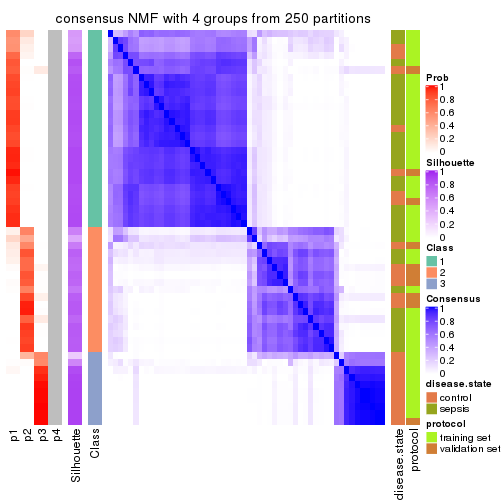 consensus NMF with 4 groups from 250 partitions
Prob
1
0.8
0.6
0.4
0.2
0
Silhouette
1
0.8
0.6
0.4
0.2
0
Class
1
2
3
Consensus
1
0.8
0.6
0.4
0.2
0
disease.state
control
sepsis
protocol
training set
validation set
p1
p2
p3
p4
Silhouette
Class
disease.state
protocol